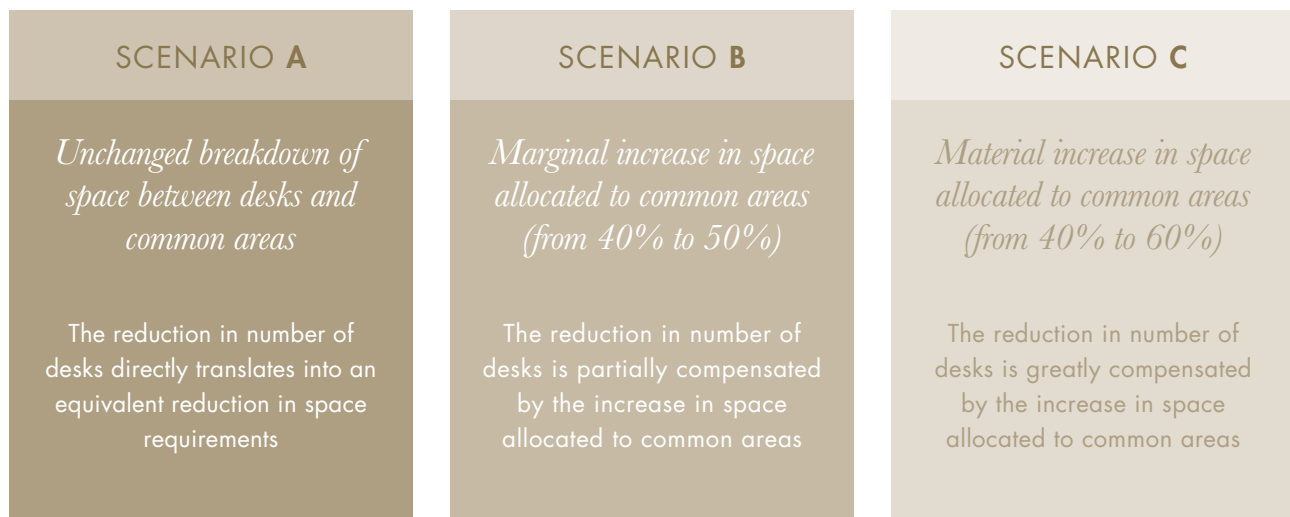 SCENARIO A
Unchanged breakdown of
space between desks and
common areas
The reduction in number of
desks directly translates into an
equivalent reduction in space
requirements
SCENARIO B
Marginal increase in space
allocated to common areas
(from 40% to 50%)
The reduction in number of
desks is partially compensated
by the increase in space
allocated to common areas
SCENARIO C
Material increase in space
allocated to common areas
(from 40% to 60%)
The reduction in number of
desks is greatly compensated
by the increase in space
allocated to common areas